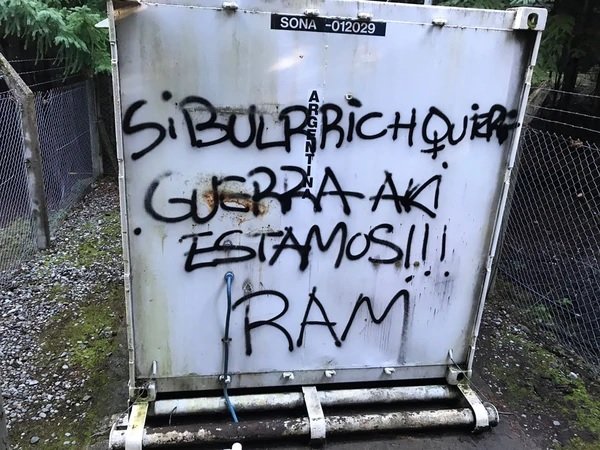 SONA -012029
ARGENTINA
Si BULRRICH QUIERE
GUERRA AKI
ESTAMOS!!!
RAM